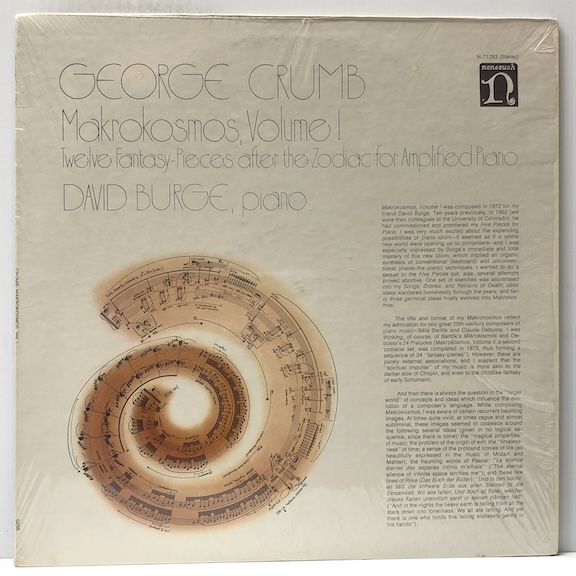 H-71293 (Stereo)
nonesuch
n
GEORGE CRUMB
Makrokosmos, Volume I
Twelve Fantasy-Pieces after the Zodiac for Amplified Piano
DAVID BURGE, piano
Makrokosmos, Volume I was composed in 1972 for my
friend David Burge. Ten years previously, in 1962 (we
were then colleagues at the University of Colorado), he
had commissioned and premiered my Five Pieces for
Piano. I was very much excited about the expanding
possibilities of piano idiom—it seemed as if a whole
new world were opening up to composers—and I was
especially impressed by Burge's immediate and total
mastery of this new idiom, which implied an organic
synthesis of conventional (keyboard) and unconven-
tional (inside-the-piano) techniques. I wanted to do a
sequel to the Five Pieces but, alas, several attempts
proved abortive. One set of sketches was assimilated
into my Songs, Drones, and Refrains of Death; other
ideas wandered homelessly through the years; and two
or three germinal ideas finally evolved into Makrokos-
mos.
The title and format of my Makrokosmos reflect
my admiration for two great 20th-century composers of
piano music—Béla Bartók and Claude Debussy. I was
thinking, of course, of Bartók's Mikrokosmos and De-
bussy's 24 Préludes (Makrokosmos, Volume II, a second
zodiacal set, was completed in 1973, thus forming a
sequence of 24 "fantasy-pieces"). However, these are
purely external associations, and I suspect that the
"spiritual impulse" of my music is more akin to the
darker side of Chopin, and even to the childlike fantasy
of early Schumann.
And then there is always the question of the "larger
world" of concepts and ideas which influence the evo-
lution of a composer's language. While composing
Makrokosmos, I was aware of certain recurrent haunting
images. At times quite vivid, at times vague and almost
subliminal, these images seemed to coalesce around
the following several ideas (given in no logical se-
quence, since there is none): the "magical properties"
of music; the problem of the origin of evil; the "timeless-
ness" of time; a sense of the profound ironies of life (so
beautifully expressed in the music of Mozart and
Mahler); the haunting words of Pascal: "Le silence
éternel des espaces infinis m'effraie" ("The eternal
silence of infinite space terrifies me"); and these few
lines of Rilke (Das Buch der Bilder): "Und in den Nächten
fällt die schwere Erde aus allen Sternen in die
Einsamkeit. Wir alle fallen. Und doch ist Einer, welcher
dieses Fallen unendlich sanft in seinen Händen hält"
("And in the nights the heavy earth is falling from all the
stars down into loneliness. We are all falling. And yet
there is one who holds this falling endlessly gently in
his hands").